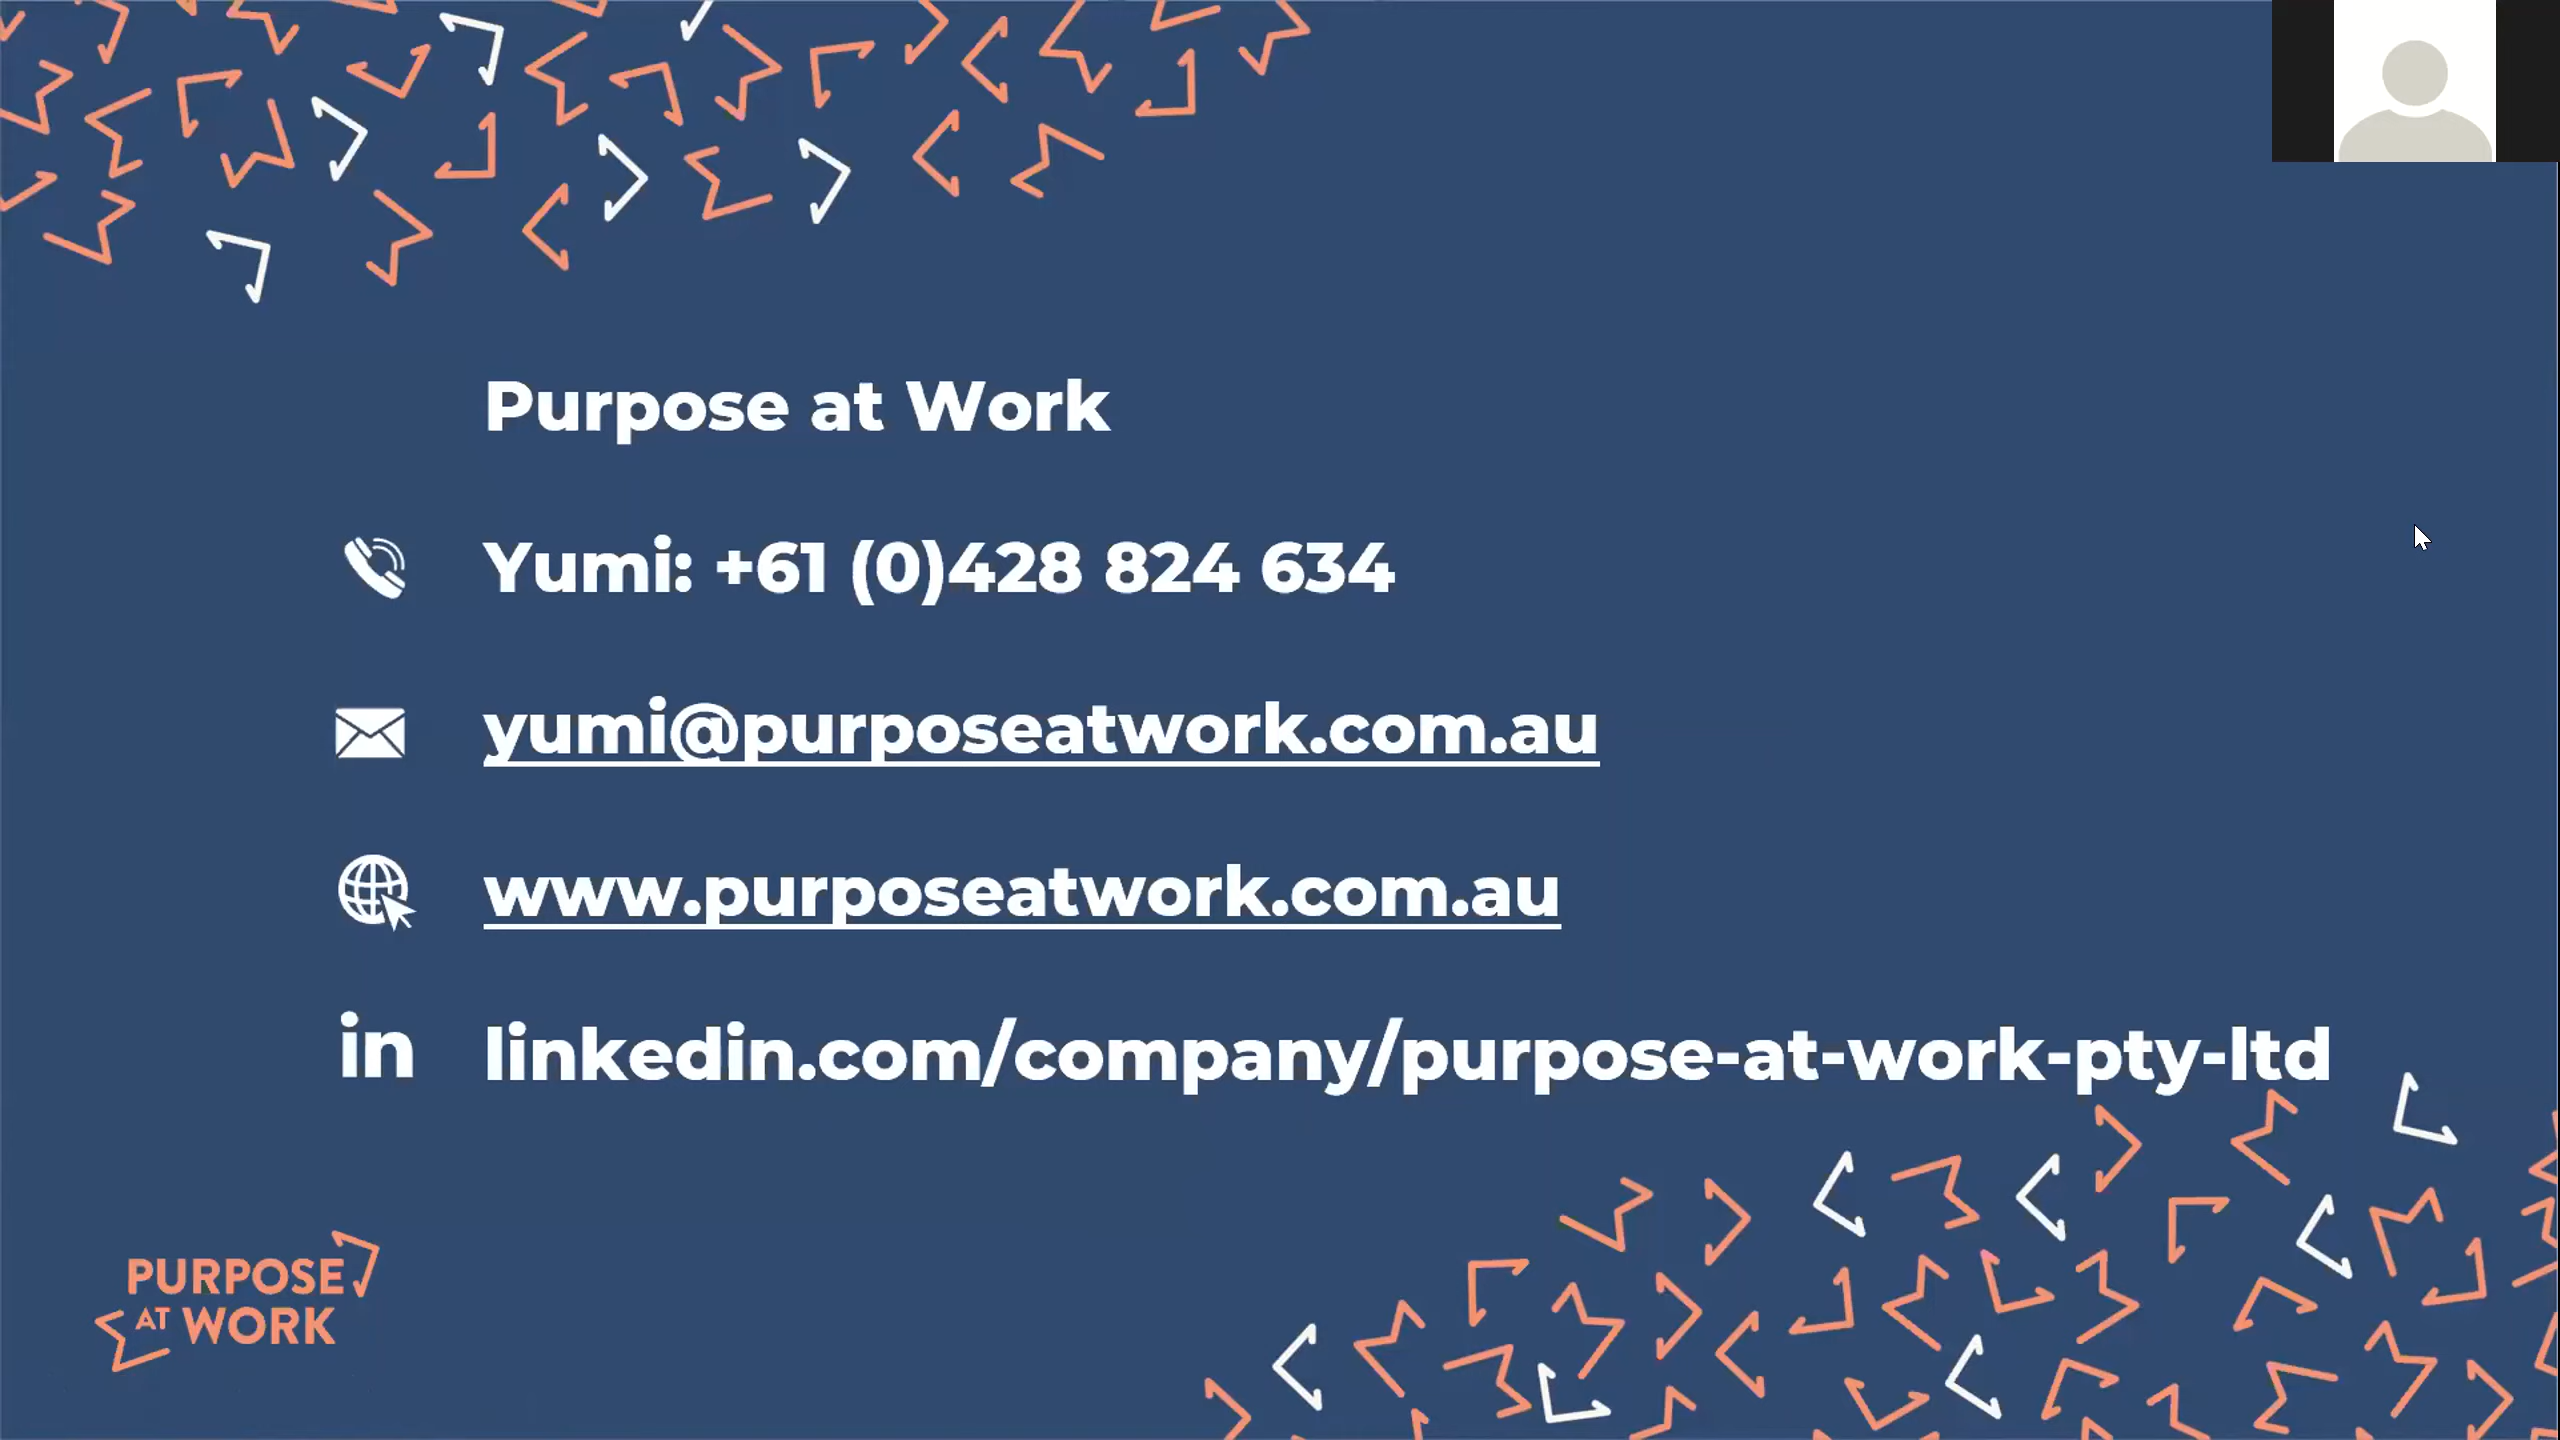 Purpose at Work
Yumi: +61 (0)428 824 634
yumi@purposeatwork.com.au
www.purposeatwork.com.au
in linkedin.com/company/purpose-at-work-pty-ltd
PURPOSE
AT WORK